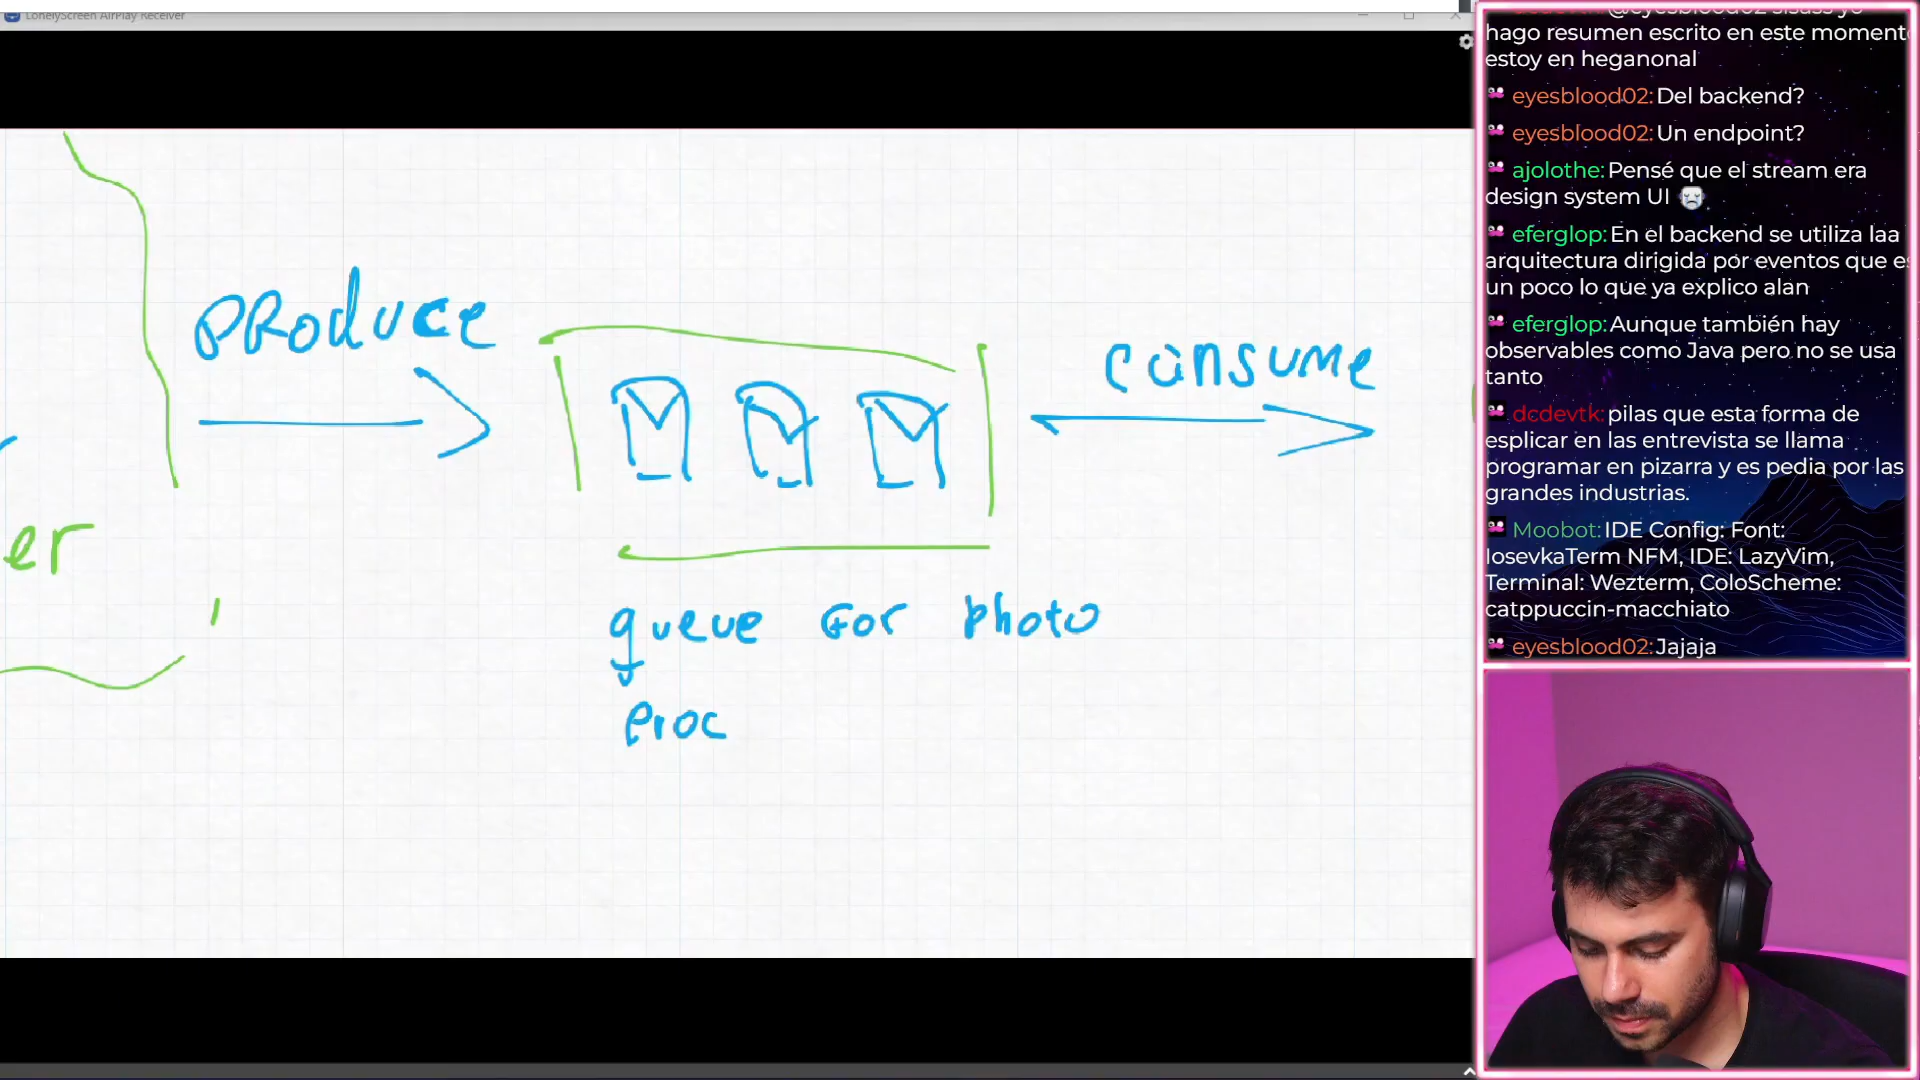 LonelyScreen AirPlay Receiver
PRoduce
consume
er
queue for photo
proc
hago resumen escrito en este momento
estoy en heganonal
eyesblood02: Del backend?
eyesblood02: Un endpoint?
ajolothe: Pensé que el stream era
design system UI
eferglop: En el backend se utiliza laa
arquitectura dirigida por eventos que es
un poco lo que ya explico alan
eferglop: Aunque también hay
observables como Java pero no se usa
tanto
dcdevtk: pilas que esta forma de
esplicar en las entrevista se llama
programar en pizarra y es pedia por las
grandes industrias.
Moobot: IDE Config: Font:
IosevkaTerm NFM, IDE: LazyVim,
Terminal: Wezterm, ColoScheme:
catppuccin-macchiato
eyesblood02: Jajaja